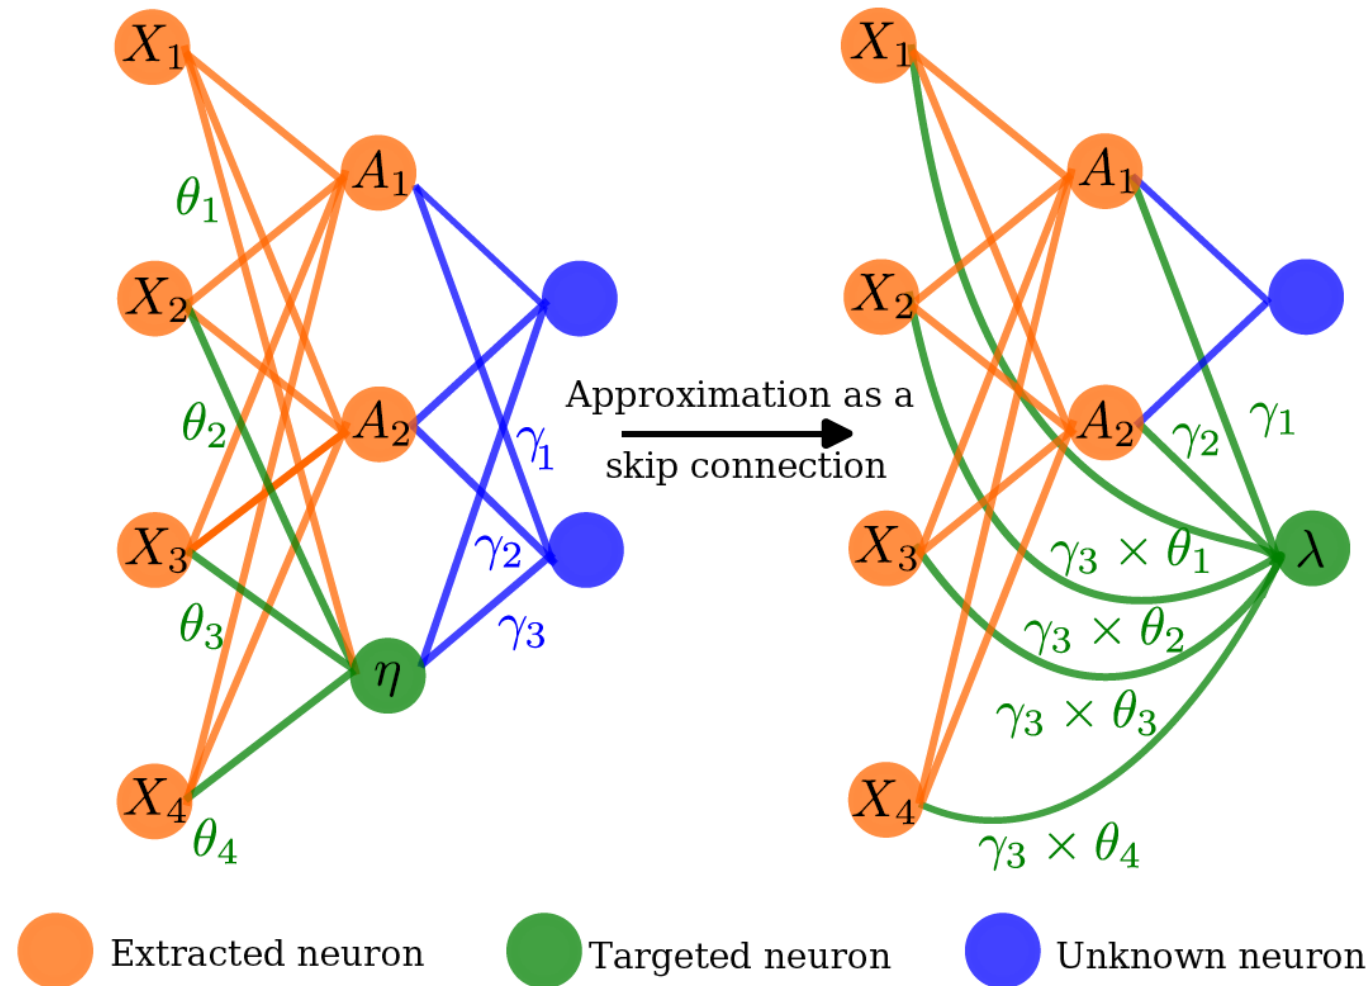 X₁
A₁
θ₁
X₂
θ₂
A₂
γ₁
X₃
γ₂
θ₃
γ₃
η
X₄
θ₄
Approximation as a
skip connection
X₁
A₁
X₂
A₂
γ₂
γ₁
X₃
γ₃ × θ₁
λ
γ₃ × θ₂
γ₃ × θ₃
X₄
γ₃ × θ₄
Extracted neuron
Targeted neuron
Unknown neuron